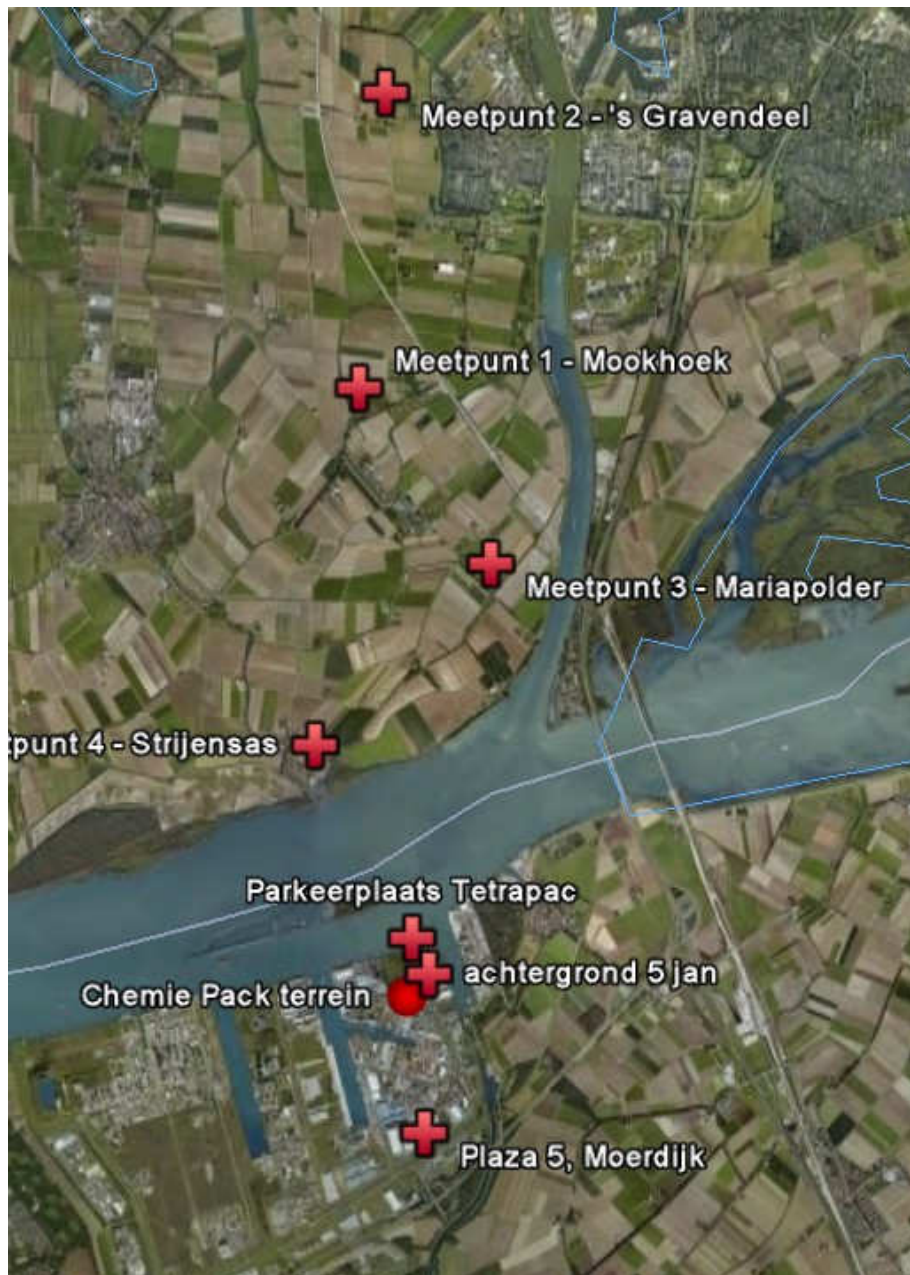 Meetpunt 2 - 's Gravendeel
Meetpunt 1 - Mookhoek
Meetpunt 3 - Mariapolder
tpunt 4 - Strijensas
Parkeerplaats Tetrapac
achtergrond 5 jan
Chemie Pack terrein
Plaza 5, Moerdijk